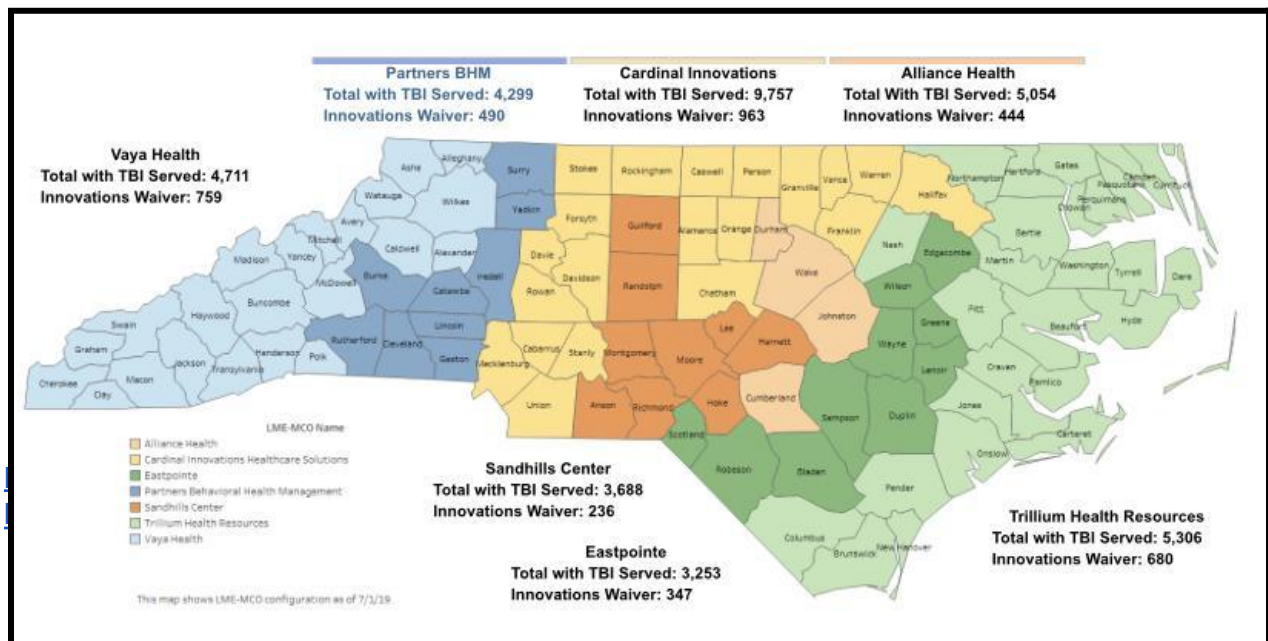 Partners BHM
Total with TBI Served: 4,299
Innovations Waiver: 490
Cardinal Innovations
Total with TBI Served: 9,757
Innovations Waiver: 963
Alliance Health
Total With TBI Served: 5,054
Innovations Waiver: 444
Vaya Health
Total with TBI Served: 4,711
Innovations Waiver: 759
Ashe
Alleghany
Surry
Stokes
Rockingham
Caswell
Person
Granville
Vance
Warren
Halifax
Northampton
Hertford
Gates
Camden
Pasquotank
Currituck
Perquimans
Chowan
Watauga
Wilkes
Yadkin
Forsyth
Guilford
Alamance
Orange
Durham
Franklin
Nash
Edgecombe
Bertie
Avery
Mitchell
Caldwell
Alexander
Iredell
Davie
Davidson
Randolph
Chatham
Wake
Wilson
Martin
Washington
Tyrrell
Dare
Madison
Yancey
McDowell
Burke
Catawba
Rowan
Johnston
Greene
Pitt
Beaufort
Hyde
Buncombe
Haywood
Swain
Graham
Rutherford
Lincoln
Cleveland
Gaston
Cabarrus
Stanly
Mecklenburg
Montgomery
Moore
Lee
Harnett
Wayne
Lenoir
Craven
Pamlico
Cherokee
Clay
Macon
Jackson
Transylvania
Henderson
Polk
Union
Anson
Richmond
Hoke
Cumberland
Sampson
Duplin
Jones
Carteret
Onslow
Scotland
Robeson
Bladen
Pender
Columbus
Brunswick
New Hanover
LME-MCO Name
Alliance Health
Cardinal Innovations Healthcare Solutions
Eastpointe
Partners Behavioral Health Management
Sandhills Center
Trillium Health Resources
Vaya Health
Sandhills Center
Total with TBI Served: 3,688
Innovations Waiver: 236
Eastpointe
Total with TBI Served: 3,253
Innovations Waiver: 347
Trillium Health Resources
Total with TBI Served: 5,306
Innovations Waiver: 680
This map shows LME-MCO configuration as of 7/1/19.